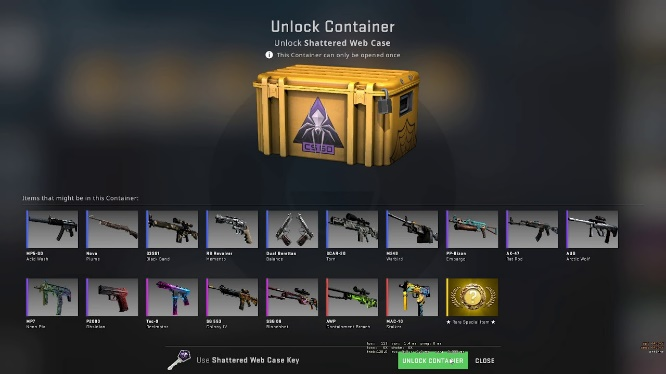 Unlock Container
Unlock Shattered Web Case
This Container can only be opened once
CS:GO
Items that might be in this Container:
MP5-SD
Acid Wash
Nova
Plume
G3SG1
Black Sand
R8 Revolver
Memento
Dual Berettas
Balance
SCAR-20
Torn
M249
Warbird
PP-Bizon
Embargo
AK-47
Rat Rod
AUG
Arctic Wolf
MP7
Neon Ply
P2000
Obsidian
Tec-9
Decimator
SG 553
Colony IV
SSG 08
Bloodshot
AWP
Containment Breach
MAC-10
Stalker
★ Rare Special Item ★
Use Shattered Web Case Key
UNLOCK CONTAINER
CLOSE